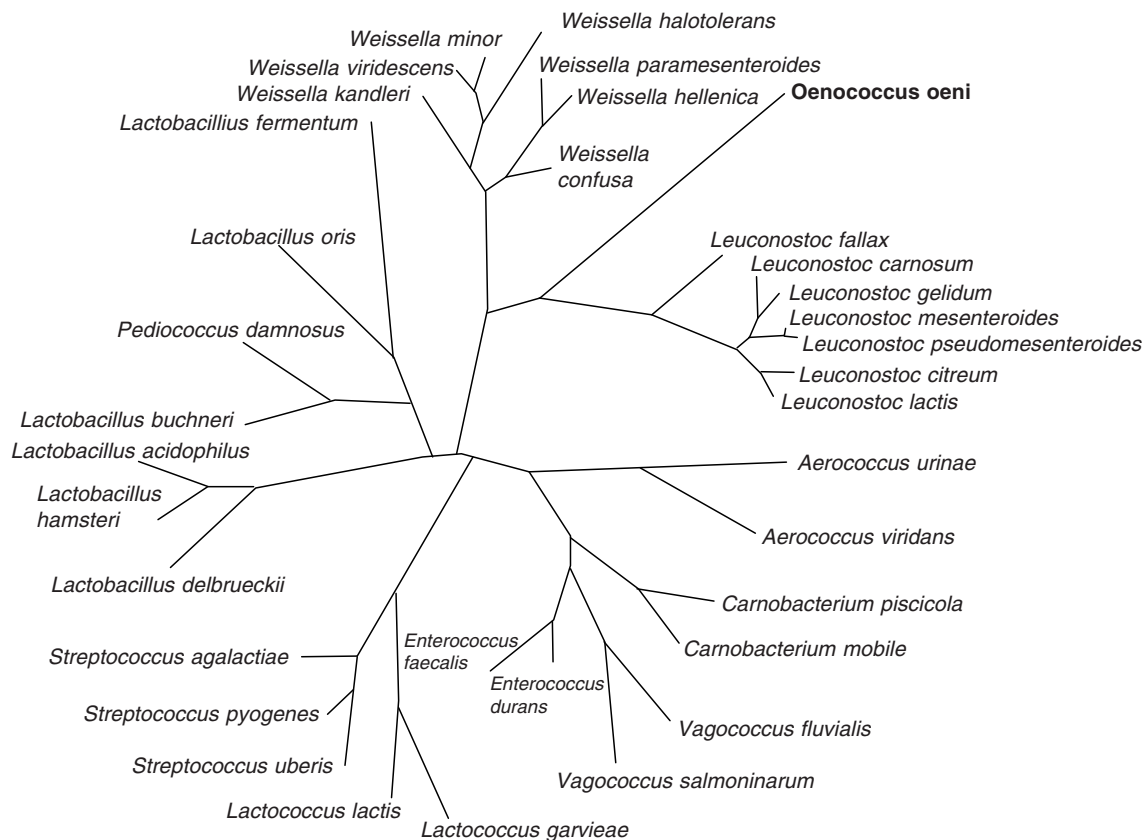 Weissella halotolerans
Weissella minor
Weissella viridescens
Weissella paramesenteroides
Weissella kandleri
Weissella hellenica
Oenococcus oeni
Lactobacillius fermentum
Weissella
confusa
Lactobacillus oris
Leuconostoc fallax
Leuconostoc carnosum
Leuconostoc gelidum
Leuconostoc mesenteroides
Leuconostoc pseudomesenteroides
Leuconostoc citreum
Leuconostoc lactis
Pediococcus damnosus
Lactobacillus buchneri
Lactobacillus acidophilus
Lactobacillus
hamsteri
Lactobacillus delbrueckii
Aerococcus urinae
Aerococcus viridans
Carnobacterium piscicola
Carnobacterium mobile
Enterococcus
faecalis
Enterococcus
durans
Streptococcus agalactiae
Streptococcus pyogenes
Streptococcus uberis
Vagococcus fluvialis
Vagococcus salmoninarum
Lactococcus lactis
Lactococcus garvieae